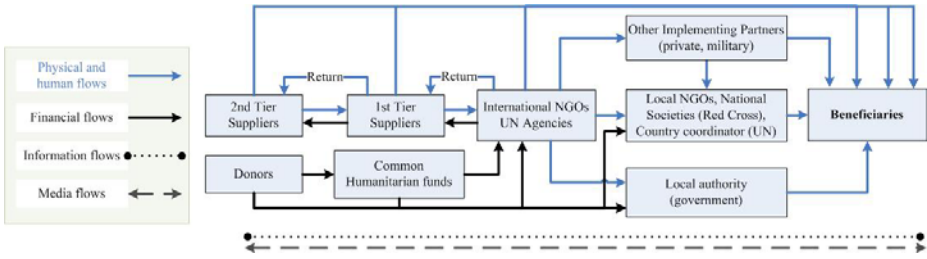 Physical and
human flows
Financial flows
Information flows
Media flows
Return
Return
2nd Tier
Suppliers
1st Tier
Suppliers
International NGOs
UN Agencies
Other Implementing Partners
(private, military)
Local NGOs, National
Societies (Red Cross),
Country coordinator (UN)
Beneficiaries
Donors
Common
Humanitarian funds
Local authority
(government)